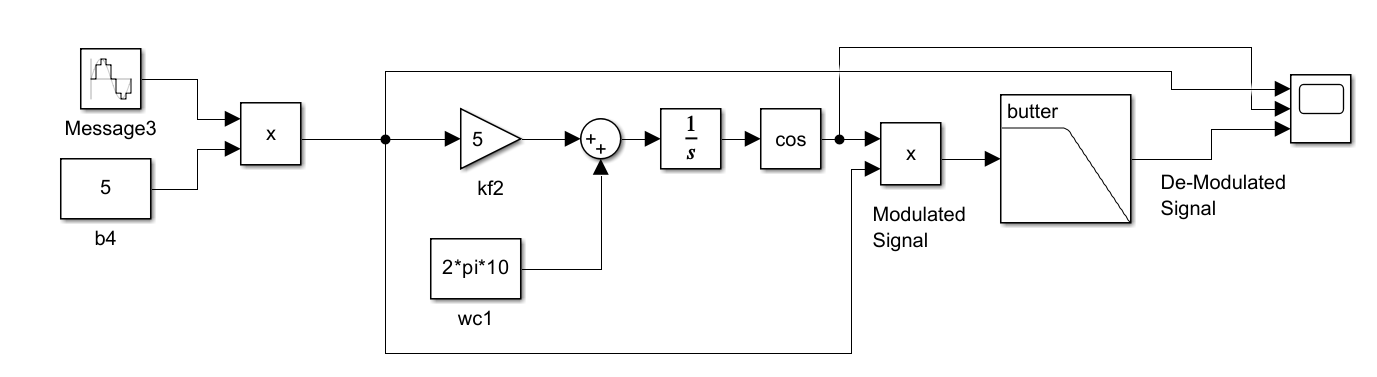 Message3
x
5
b4
5
kf2
+
+
2*pi*10
wc1
1
s
cos
x
Modulated
Signal
butter
De-Modulated
Signal